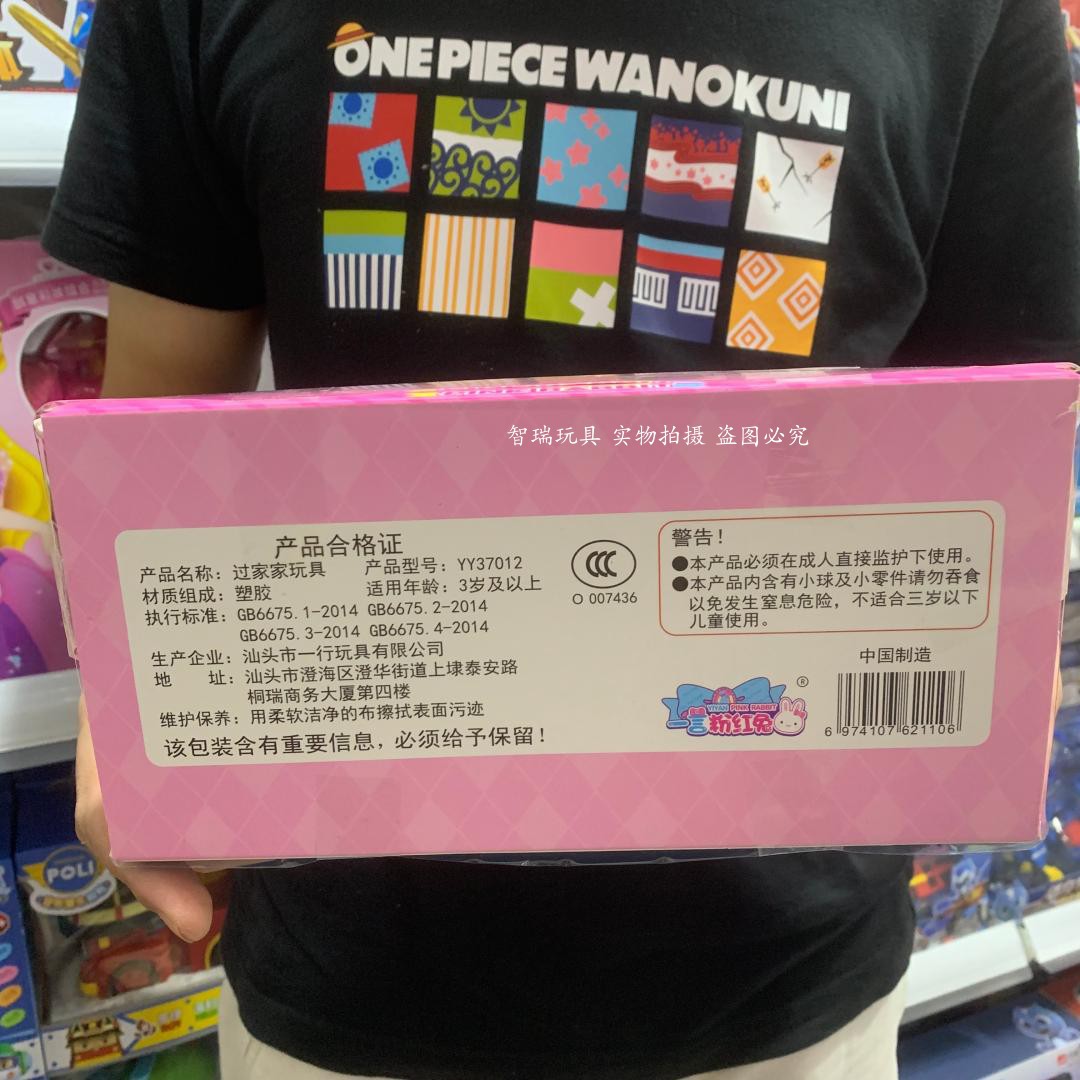 ONE PIECE WANOKUNI
智瑞玩具 实物拍摄 盗图必究
产品合格证
产品名称：过家家玩具 产品型号：YY37012
材质组成：塑胶 适用年龄：3岁及以上
执行标准：GB6675.1-2014 GB6675.2-2014
GB6675.3-2014 GB6675.4-2014
生产企业：汕头市一行玩具有限公司
地 址：汕头市澄海区澄华街道上埭泰安路
桐瑞商务大厦第四楼
维护保养：用柔软洁净的布擦拭表面污迹
该包装含有重要信息，必须给予保留！
CCC
O 007436
警告！
●本产品必须在成人直接监护下使用。
●本产品内含有小球及小零件请勿吞食
以免发生窒息危险，不适合三岁以下
儿童使用。
中国制造
YIYAN PINK RABBIT
一言粉红兔
®
6 974107 621106
POLI